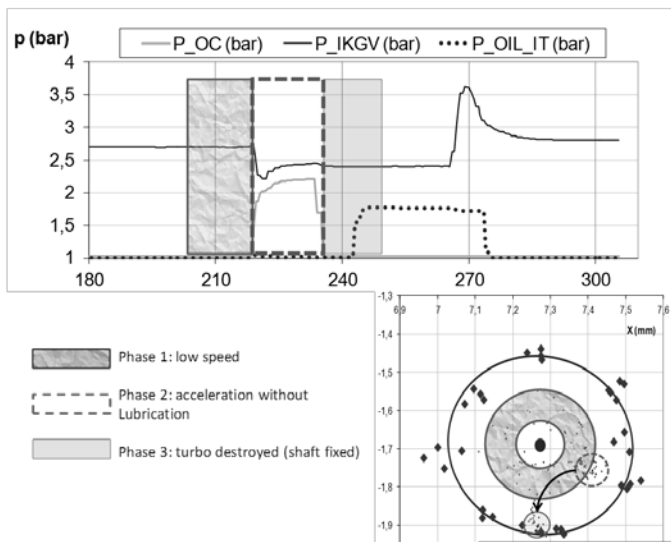 p (bar)
P_OC (bar) P_IKGV (bar) P_OIL_IT (bar)
4
3,5
3
2,5
2
1,5
1
180 210 240 270 300
6,9 7 7,1 7,2 7,3 7,4 7,5 7,6
-1,3
X (mm)
-1,4
-1,5
-1,6
-1,7
-1,8
-1,9
Phase 1: low speed
Phase 2: acceleration without
Lubrication
Phase 3: turbo destroyed (shaft fixed)